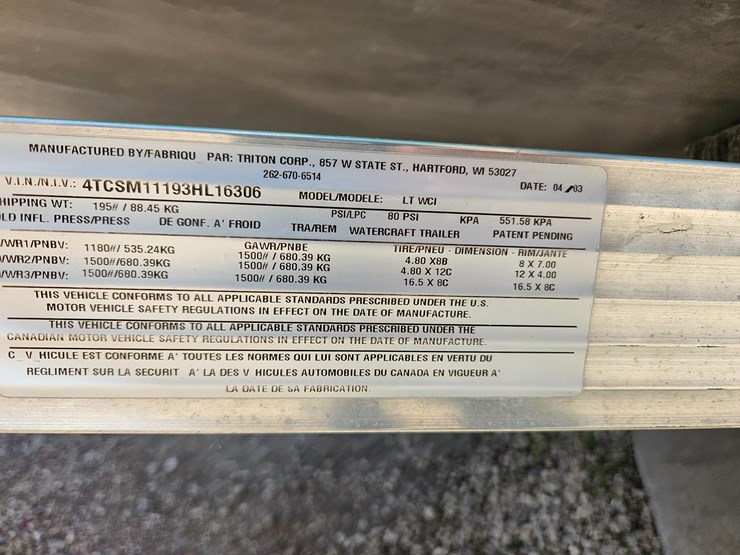 MANUFACTURED BY/FABRIQU PAR: TRITON CORP., 857 W STATE ST., HARTFORD, WI 53027
262-670-6514
V.I.N./N.I.V.: 4TCSM11193HL16306 DATE: 04/03
HIPPING WT: 195# / 88.45 KG MODEL/MODELE: LT WCI
LD INFL. PRESS/PRESS DE GONF. A' FROID PSI/LPC 80 PSI KPA 551.58 KPA
TRA/REM WATERCRAFT TRAILER PATENT PENDING
GAWR/PNBE TIRE/PNEU - DIMENSION - RIM/JANTE
/WR1/PNBV: 1180#/ 535.24KG 1500# / 680.39 KG 4.80 X8B 8 X 7.00
/WR2/PNBV: 1500#/680.39KG 1500# / 680.39 KG 4.80 X 12C 12 X 4.00
/WR3/PNBV: 1500#/680.39KG 1500# / 680.39 KG 16.5 X 8C 16.5 X 8C
THIS VEHICLE CONFORMS TO ALL APPLICABLE STANDARDS PRESCRIBED UNDER THE U.S.
MOTOR VEHICLE SAFETY REGULATIONS IN EFFECT ON THE DATE OF MANUFACTURE.
THIS VEHICLE CONFORMS TO ALL APPLICABLE STANDARDS PRESCRIBED UNDER THE
CANADIAN MOTOR VEHICLE SAFETY REGULATIONS IN EFFECT ON THE DATE OF MANUFACTURE.
C V HICULE EST CONFORME A' TOUTES LES NORMES QUI LUI SONT APPLICABLES EN VERTU DU
REGLIMENT SUR LA SECURIT A' LA DES V HICULES AUTOMOBILES DU CANADA EN VIGUEUR A'
LA DATE DE SA FABRICATION.